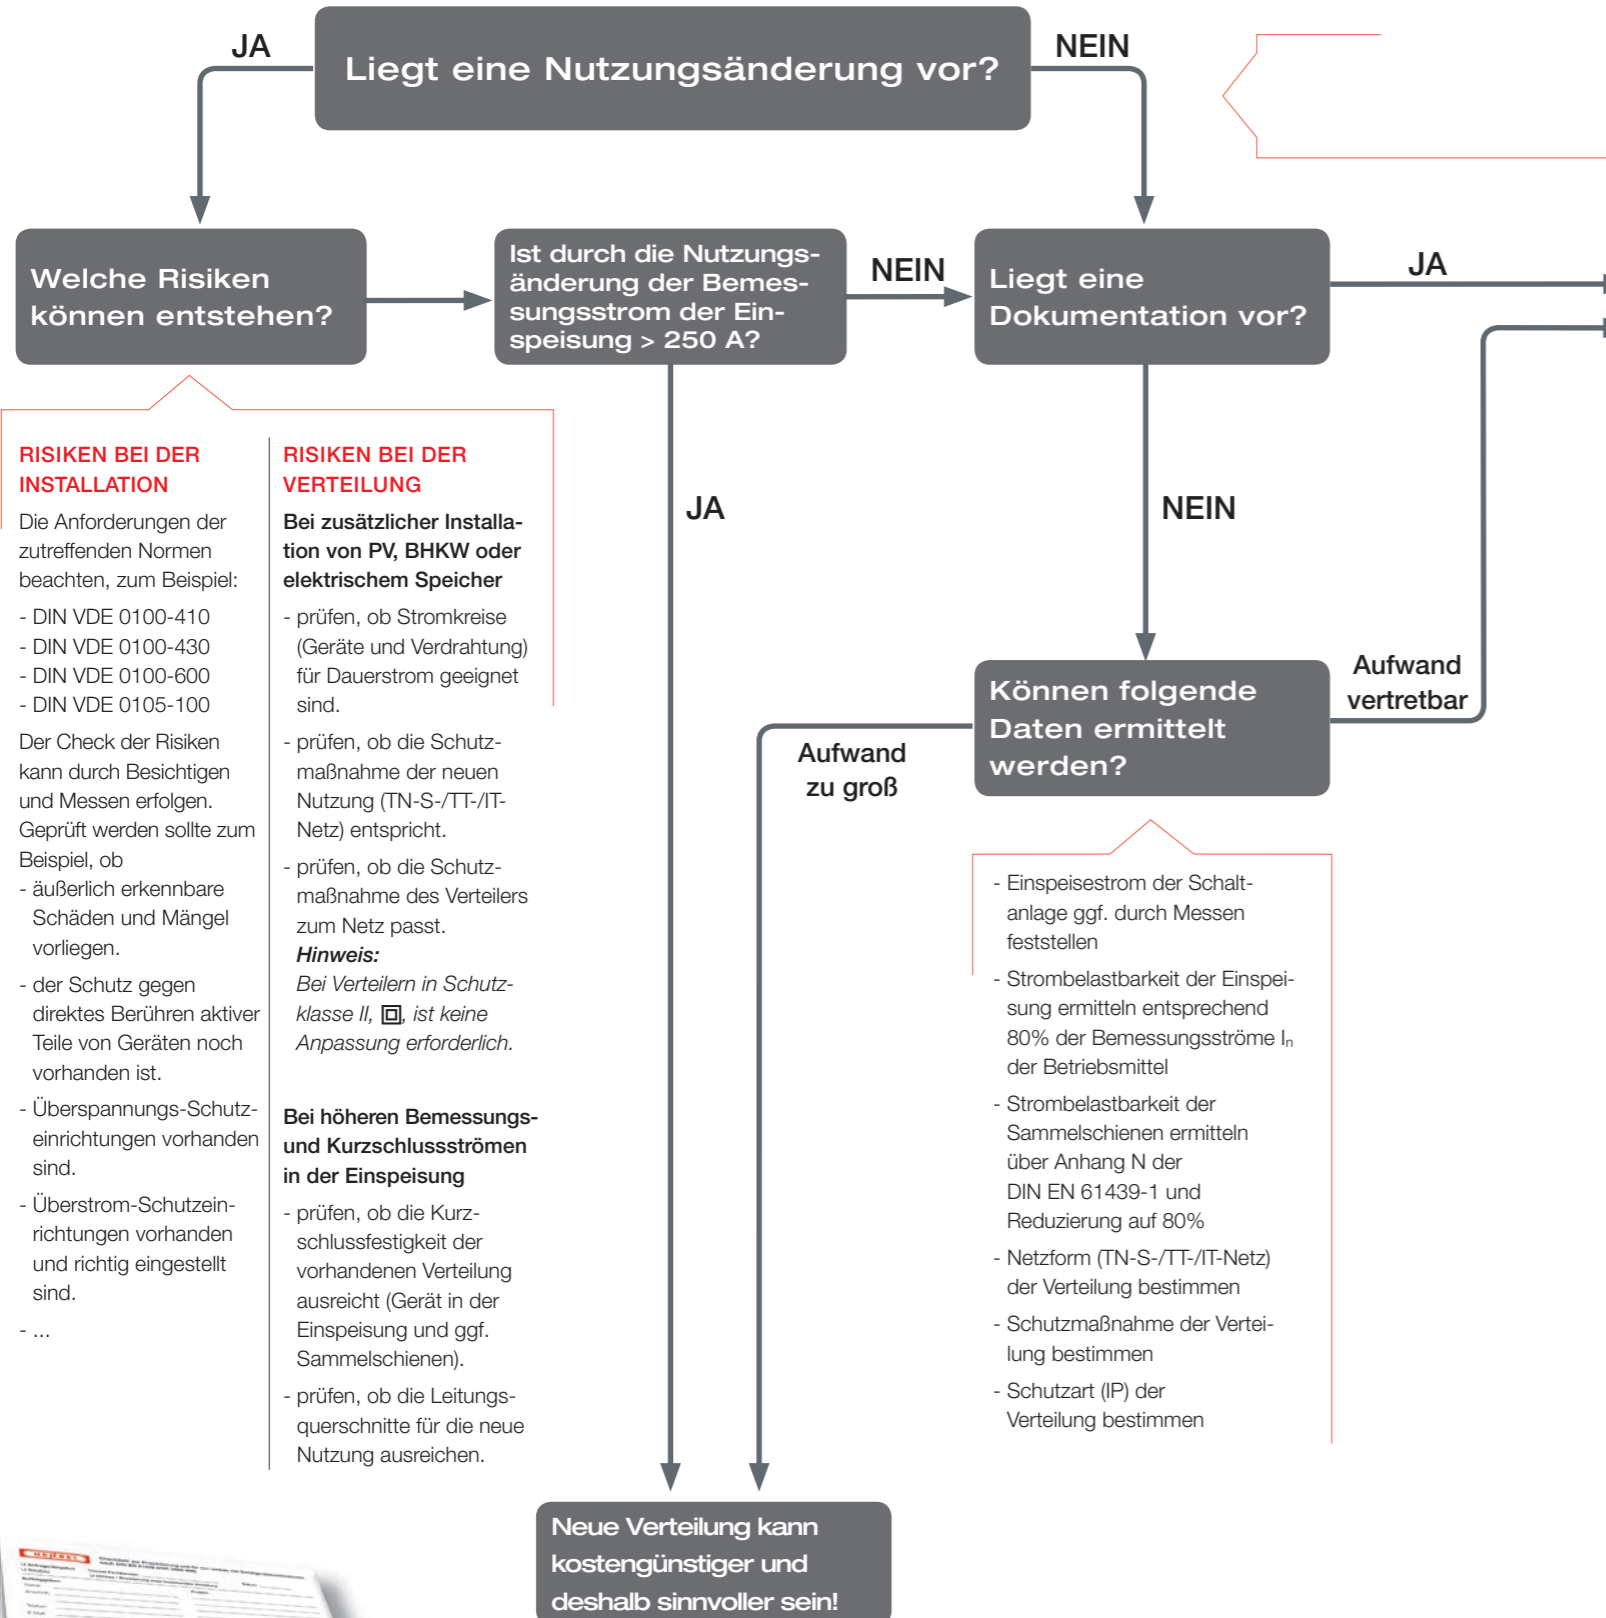 JA
Liegt eine Nutzungsänderung vor?
NEIN
Welche Risiken
können entstehen?
Ist durch die Nutzungs-
änderung der Bemes-
sungsstrom der Ein-
speisung > 250 A?
NEIN
Liegt eine
Dokumentation vor?
JA
RISIKEN BEI DER
INSTALLATION
Die Anforderungen der
zutreffenden Normen
beachten, zum Beispiel:
- DIN VDE 0100-410
- DIN VDE 0100-430
- DIN VDE 0100-600
- DIN VDE 0105-100
Der Check der Risiken
kann durch Besichtigen
und Messen erfolgen.
Geprüft werden sollte zum
Beispiel, ob
- äußerlich erkennbare
Schäden und Mängel
vorliegen.
- der Schutz gegen
direktes Berühren aktiver
Teile von Geräten noch
vorhanden ist.
- Überspannungs-Schutz-
einrichtungen vorhanden
sind.
- Überstrom-Schutzein-
richtungen vorhanden
und richtig eingestellt
sind.
- ...
RISIKEN BEI DER
VERTEILUNG
Bei zusätzlicher Installa-
tion von PV, BHKW oder
elektrischem Speicher
- prüfen, ob Stromkreise
(Geräte und Verdrahtung)
für Dauerstrom geeignet
sind.
- prüfen, ob die Schutz-
maßnahme der neuen
Nutzung (TN-S-/TT-/IT-
Netz) entspricht.
- prüfen, ob die Schutz-
maßnahme des Verteilers
zum Netz passt.
Hinweis:
Bei Verteilern in Schutz-
klasse II, , ist keine
Anpassung erforderlich.
Bei höheren Bemessungs-
und Kurzschlussströmen
in der Einspeisung
- prüfen, ob die Kurz-
schlussfestigkeit der
vorhandenen Verteilung
ausreicht (Gerät in der
Einspeisung und ggf.
Sammelschienen).
- prüfen, ob die Leitungs-
querschnitte für die neue
Nutzung ausreichen.
JA
NEIN
Aufwand
zu groß
Können folgende
Daten ermittelt
werden?
Aufwand
vertretbar
- Einspeisestrom der Schalt-
anlage ggf. durch Messen
feststellen
- Strombelastbarkeit der Einspei-
sung ermitteln entsprechend
80% der Bemessungsströme In
der Betriebsmittel
- Strombelastbarkeit der
Sammelschienen ermitteln
über Anhang N der
DIN EN 61439-1 und
Reduzierung auf 80%
- Netzform (TN-S-/TT-/IT-Netz)
der Verteilung bestimmen
- Schutzmaßnahme der Vertei-
lung bestimmen
- Schutzart (IP) der
Verteilung bestimmen
Neue Verteilung kann
kostengünstiger und
deshalb sinnvoller sein!